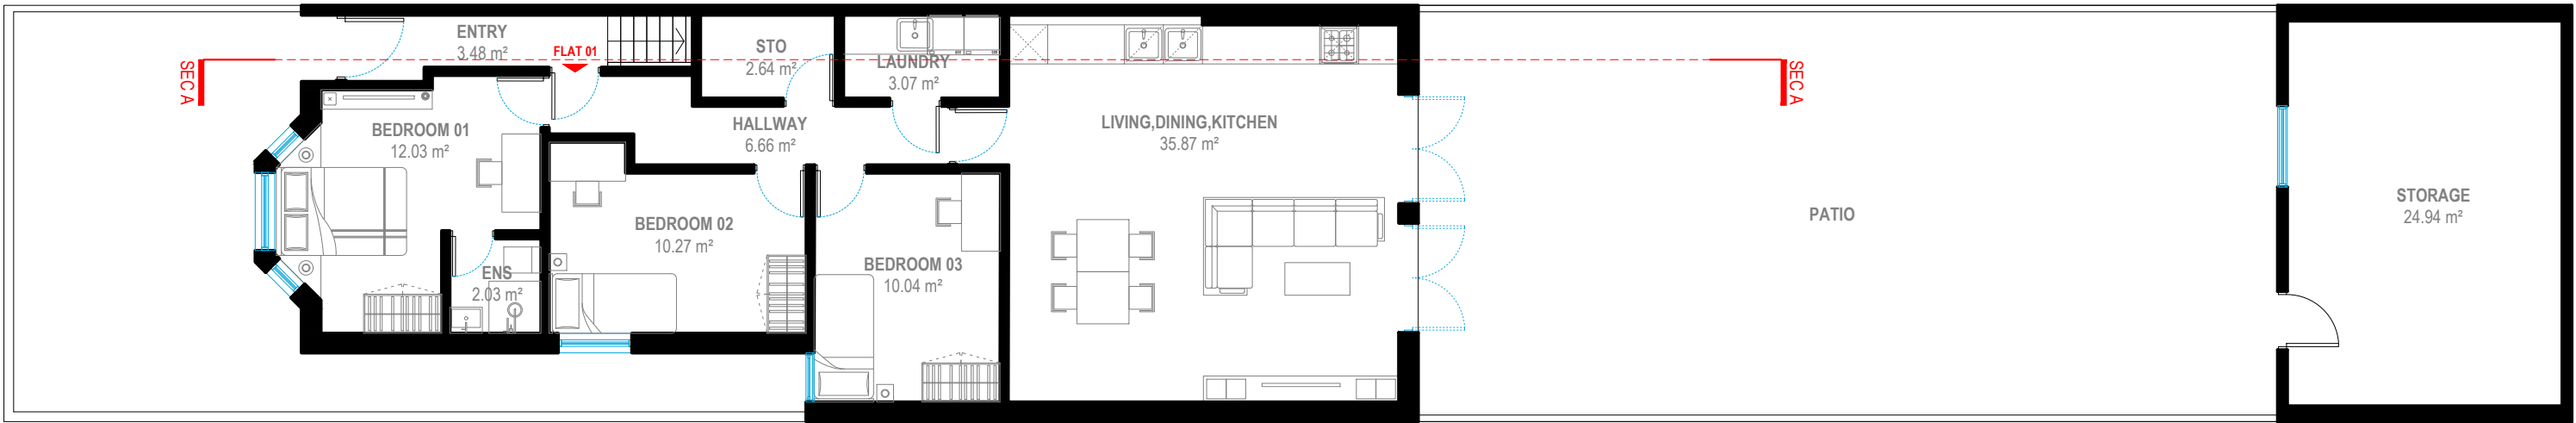 ENTRY
3.48 m²
FLAT 01
STO
2.64 m²
LAUNDRY
3.07 m²
SEC A
SEC A
BEDROOM 01
12.03 m²
HALLWAY
6.66 m²
LIVING,DINING,KITCHEN
35.87 m²
BEDROOM 02
10.27 m²
BEDROOM 03
10.04 m²
ENS
2.03 m²
PATIO
STORAGE
24.94 m²